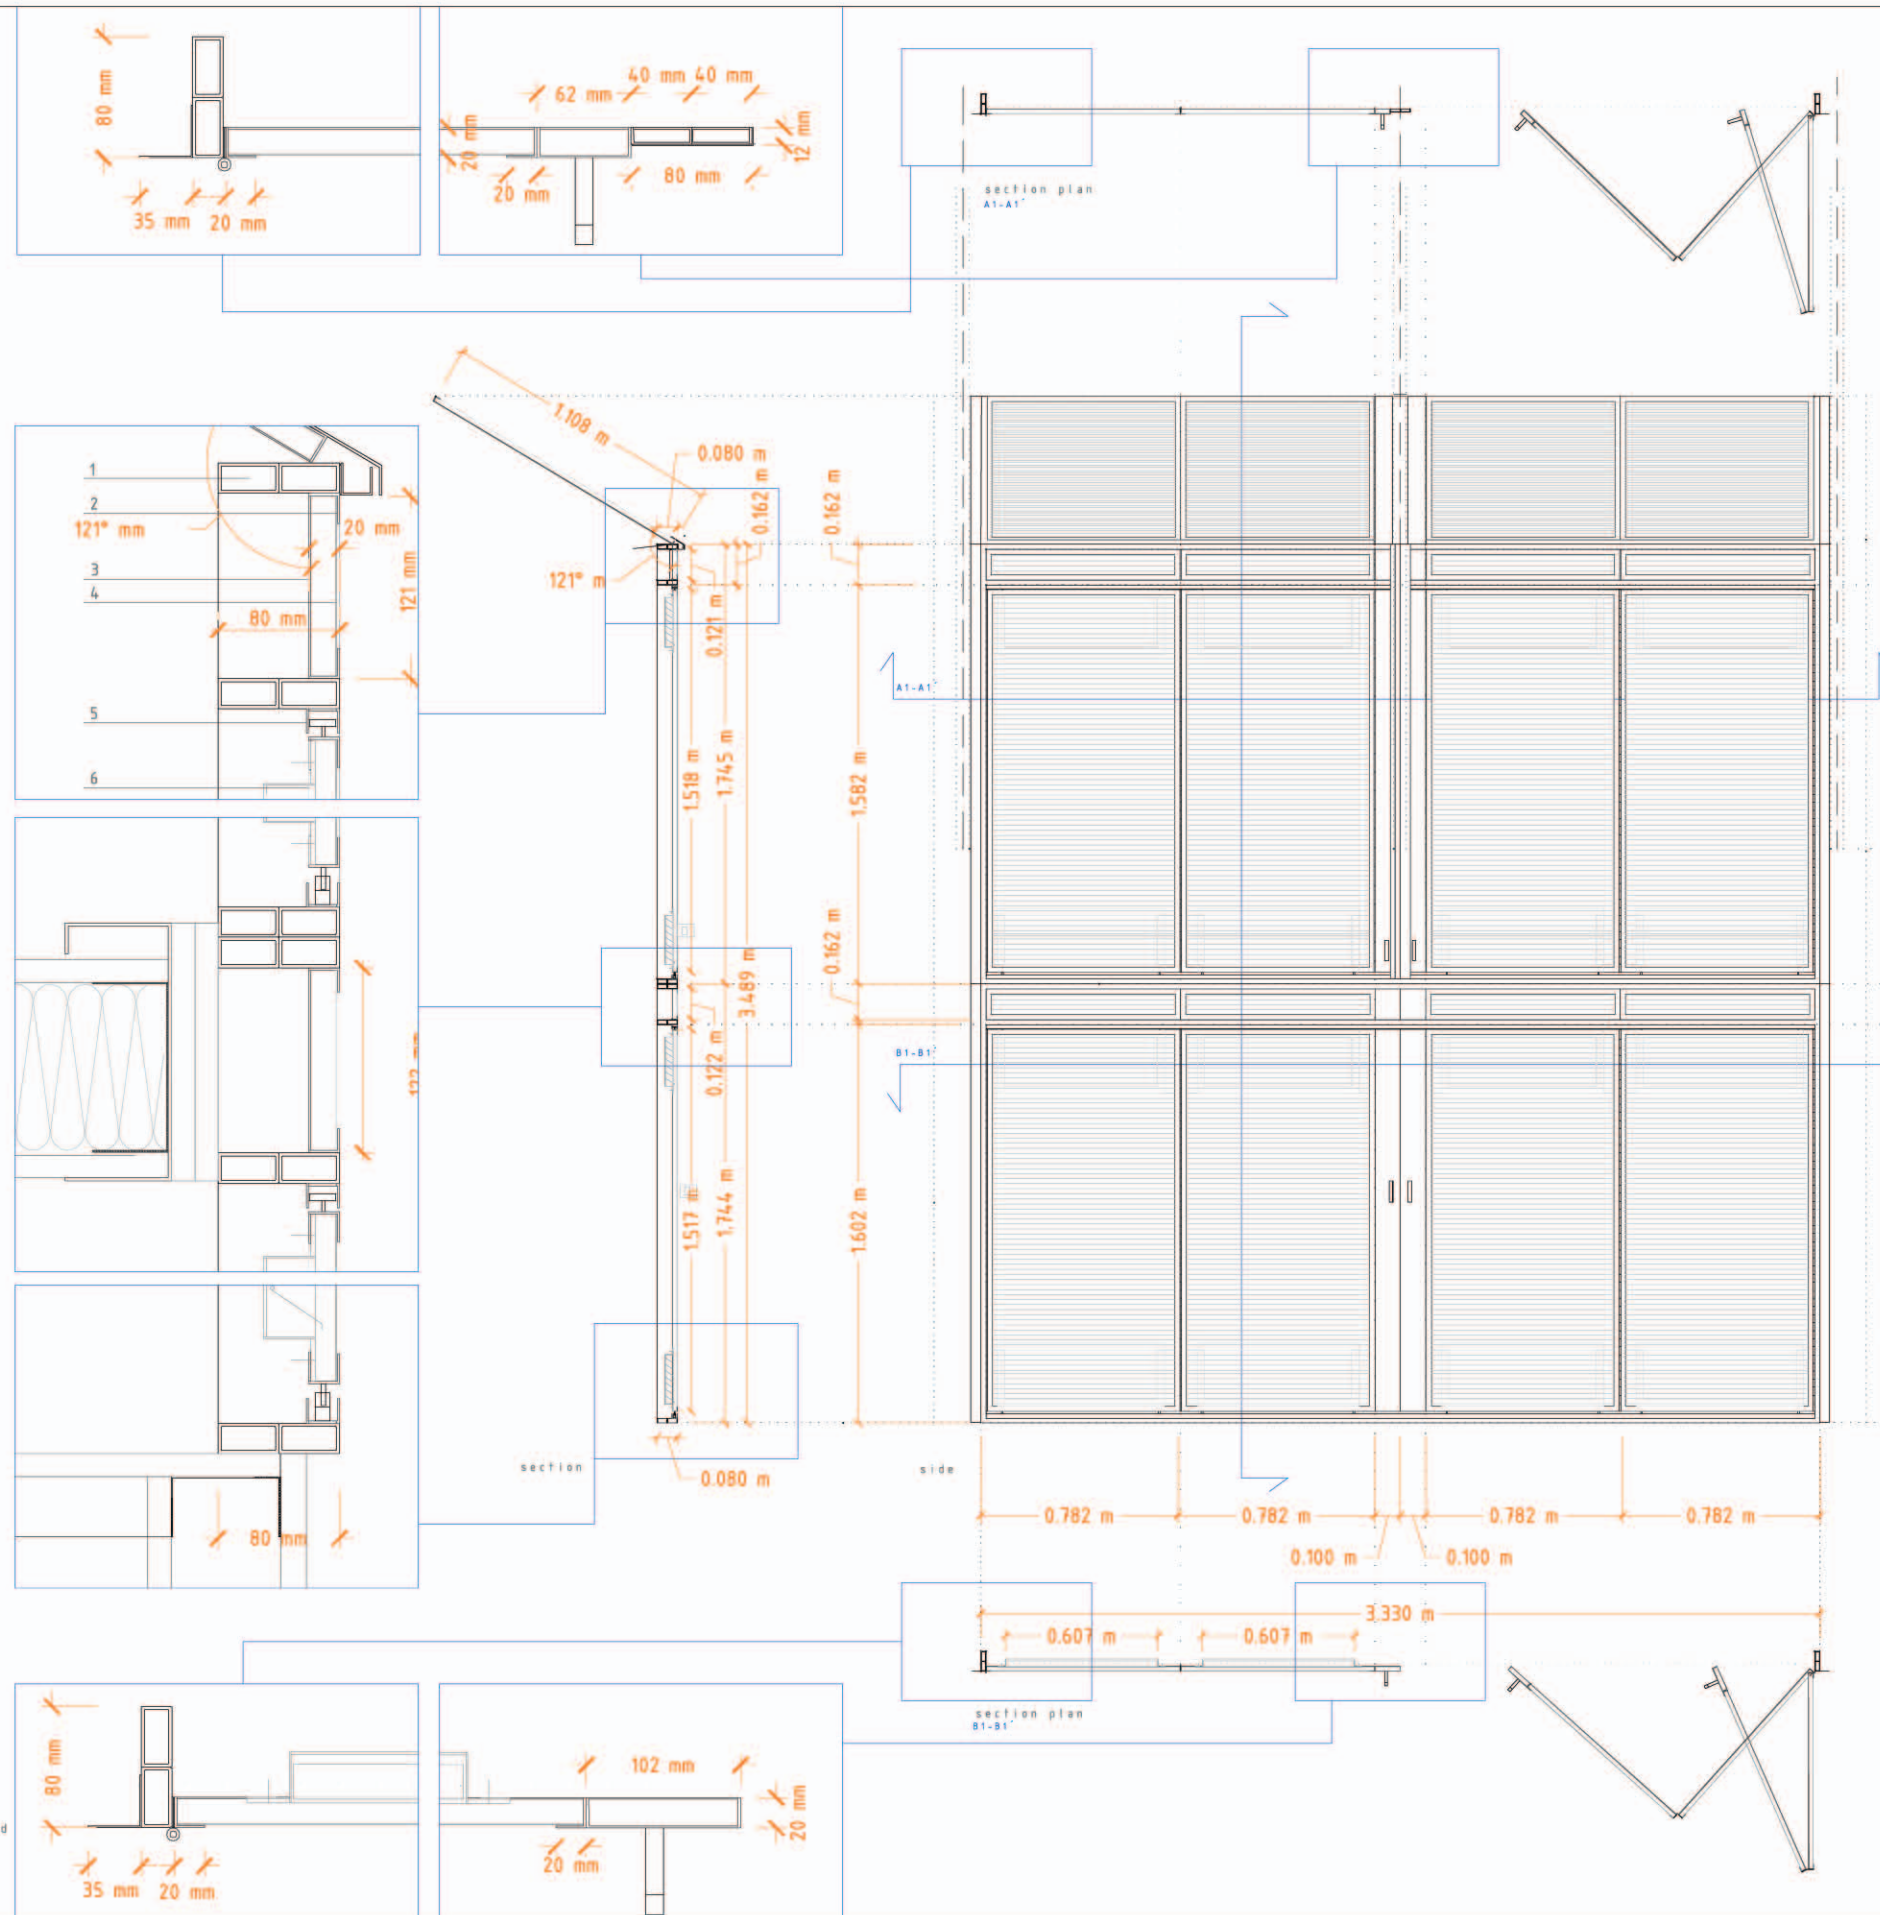 80 mm
35 mm 20 mm
40 mm 40 mm
62 mm
20 mm
12 mm
20 mm
80 mm
section plan
A1-A1'
1.108 m
0.080 m
0.162 m
0.162 m
121° m
0.121 m
1.518 m
1.745 m
1.582 m
0.162 m
3.489 m
0.122 m
1.517 m
1.744 m
1.602 m
0.080 m
section
side
1
2
121° mm
20 mm
3
4
121 mm
80 mm
5
6
80 mm
A1-A1'
B1-B1'
0.782 m
0.782 m
0.782 m
0.782 m
0.100 m
0.100 m
3.330 m
0.607 m
0.607 m
section plan
B1-B1'
80 mm
35 mm 20 mm
102 mm
20 mm
20 mm
d